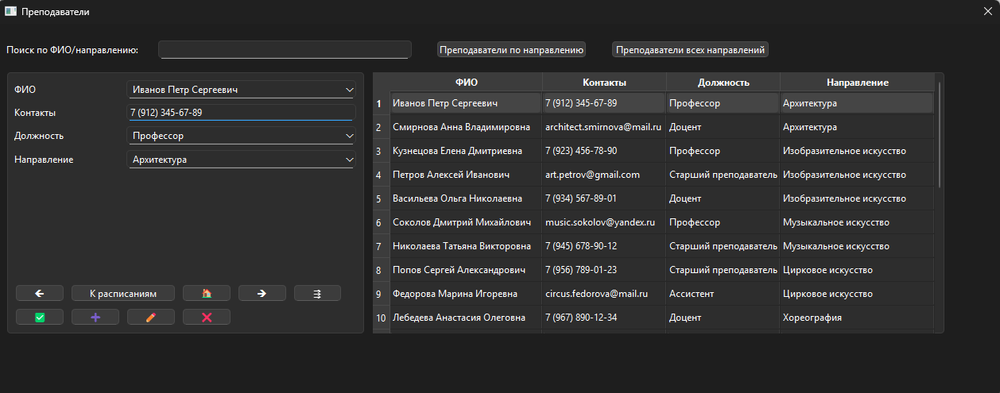 Преподаватели
Поиск по ФИО/направлению:
Преподаватели по направлению
Преподаватели всех направлений
ФИО Иванов Петр Сергеевич
Контакты 7 (912) 345-67-89
Должность Профессор
Направление Архитектура
К расписаниям
ФИО Контакты Должность Направление
1 Иванов Петр Сергеевич 7 (912) 345-67-89 Профессор Архитектура
2 Смирнова Анна Владимировна architect.smirnova@mail.ru Доцент Архитектура
3 Кузнецова Елена Дмитриевна 7 (923) 456-78-90 Профессор Изобразительное искусство
4 Петров Алексей Иванович art.petrov@gmail.com Старший преподаватель Изобразительное искусство
5 Васильева Ольга Николаевна 7 (934) 567-89-01 Доцент Изобразительное искусство
6 Соколов Дмитрий Михайлович music.sokolov@yandex.ru Профессор Музыкальное искусство
7 Николаева Татьяна Викторовна 7 (945) 678-90-12 Старший преподаватель Музыкальное искусство
8 Попов Сергей Александрович 7 (956) 789-01-23 Старший преподаватель Цирковое искусство
9 Федорова Марина Игоревна circus.fedorova@mail.ru Ассистент Цирковое искусство
10 Лебедева Анастасия Олеговна 7 (967) 890-12-34 Доцент Хореография